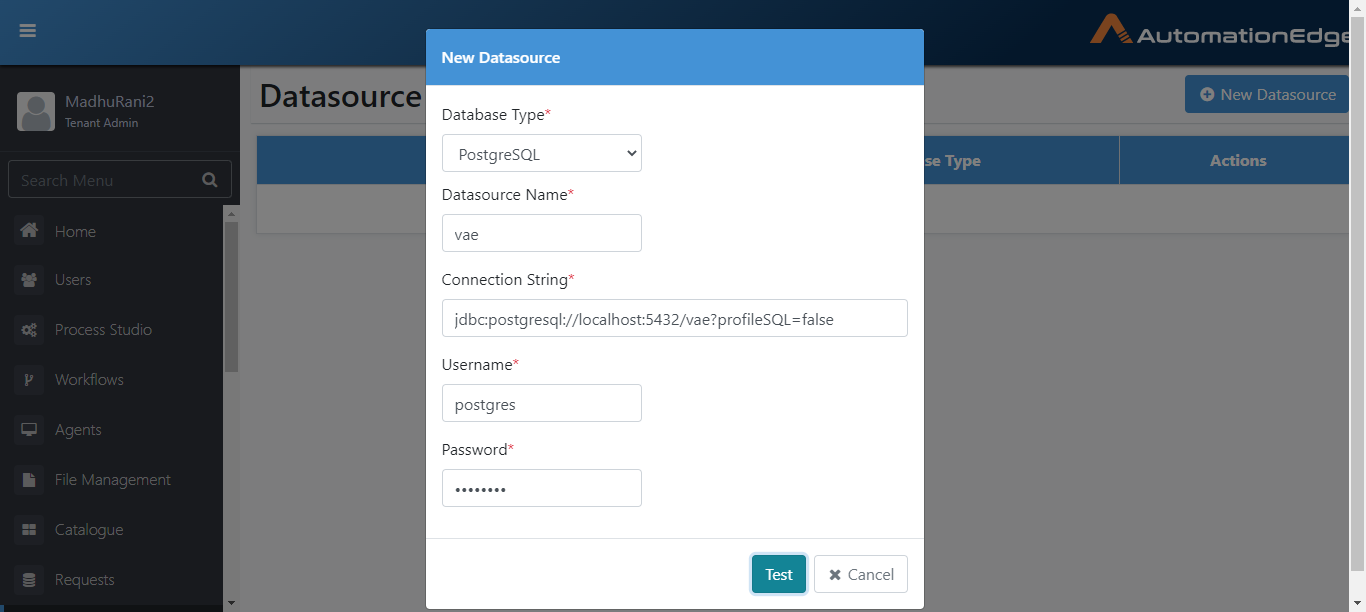 AutomationEdge
MadhuRani2
Tenant Admin
Search Menu
Home
Users
Process Studio
Workflows
Agents
File Management
Catalogue
Requests
Datasource
New Datasource
se Type
Actions
New Datasource
Database Type*
PostgreSQL
Datasource Name*
vae
Connection String*
jdbc:postgresql://localhost:5432/vae?profileSQL=false
Username*
postgres
Password*
••••••••
Test
Cancel